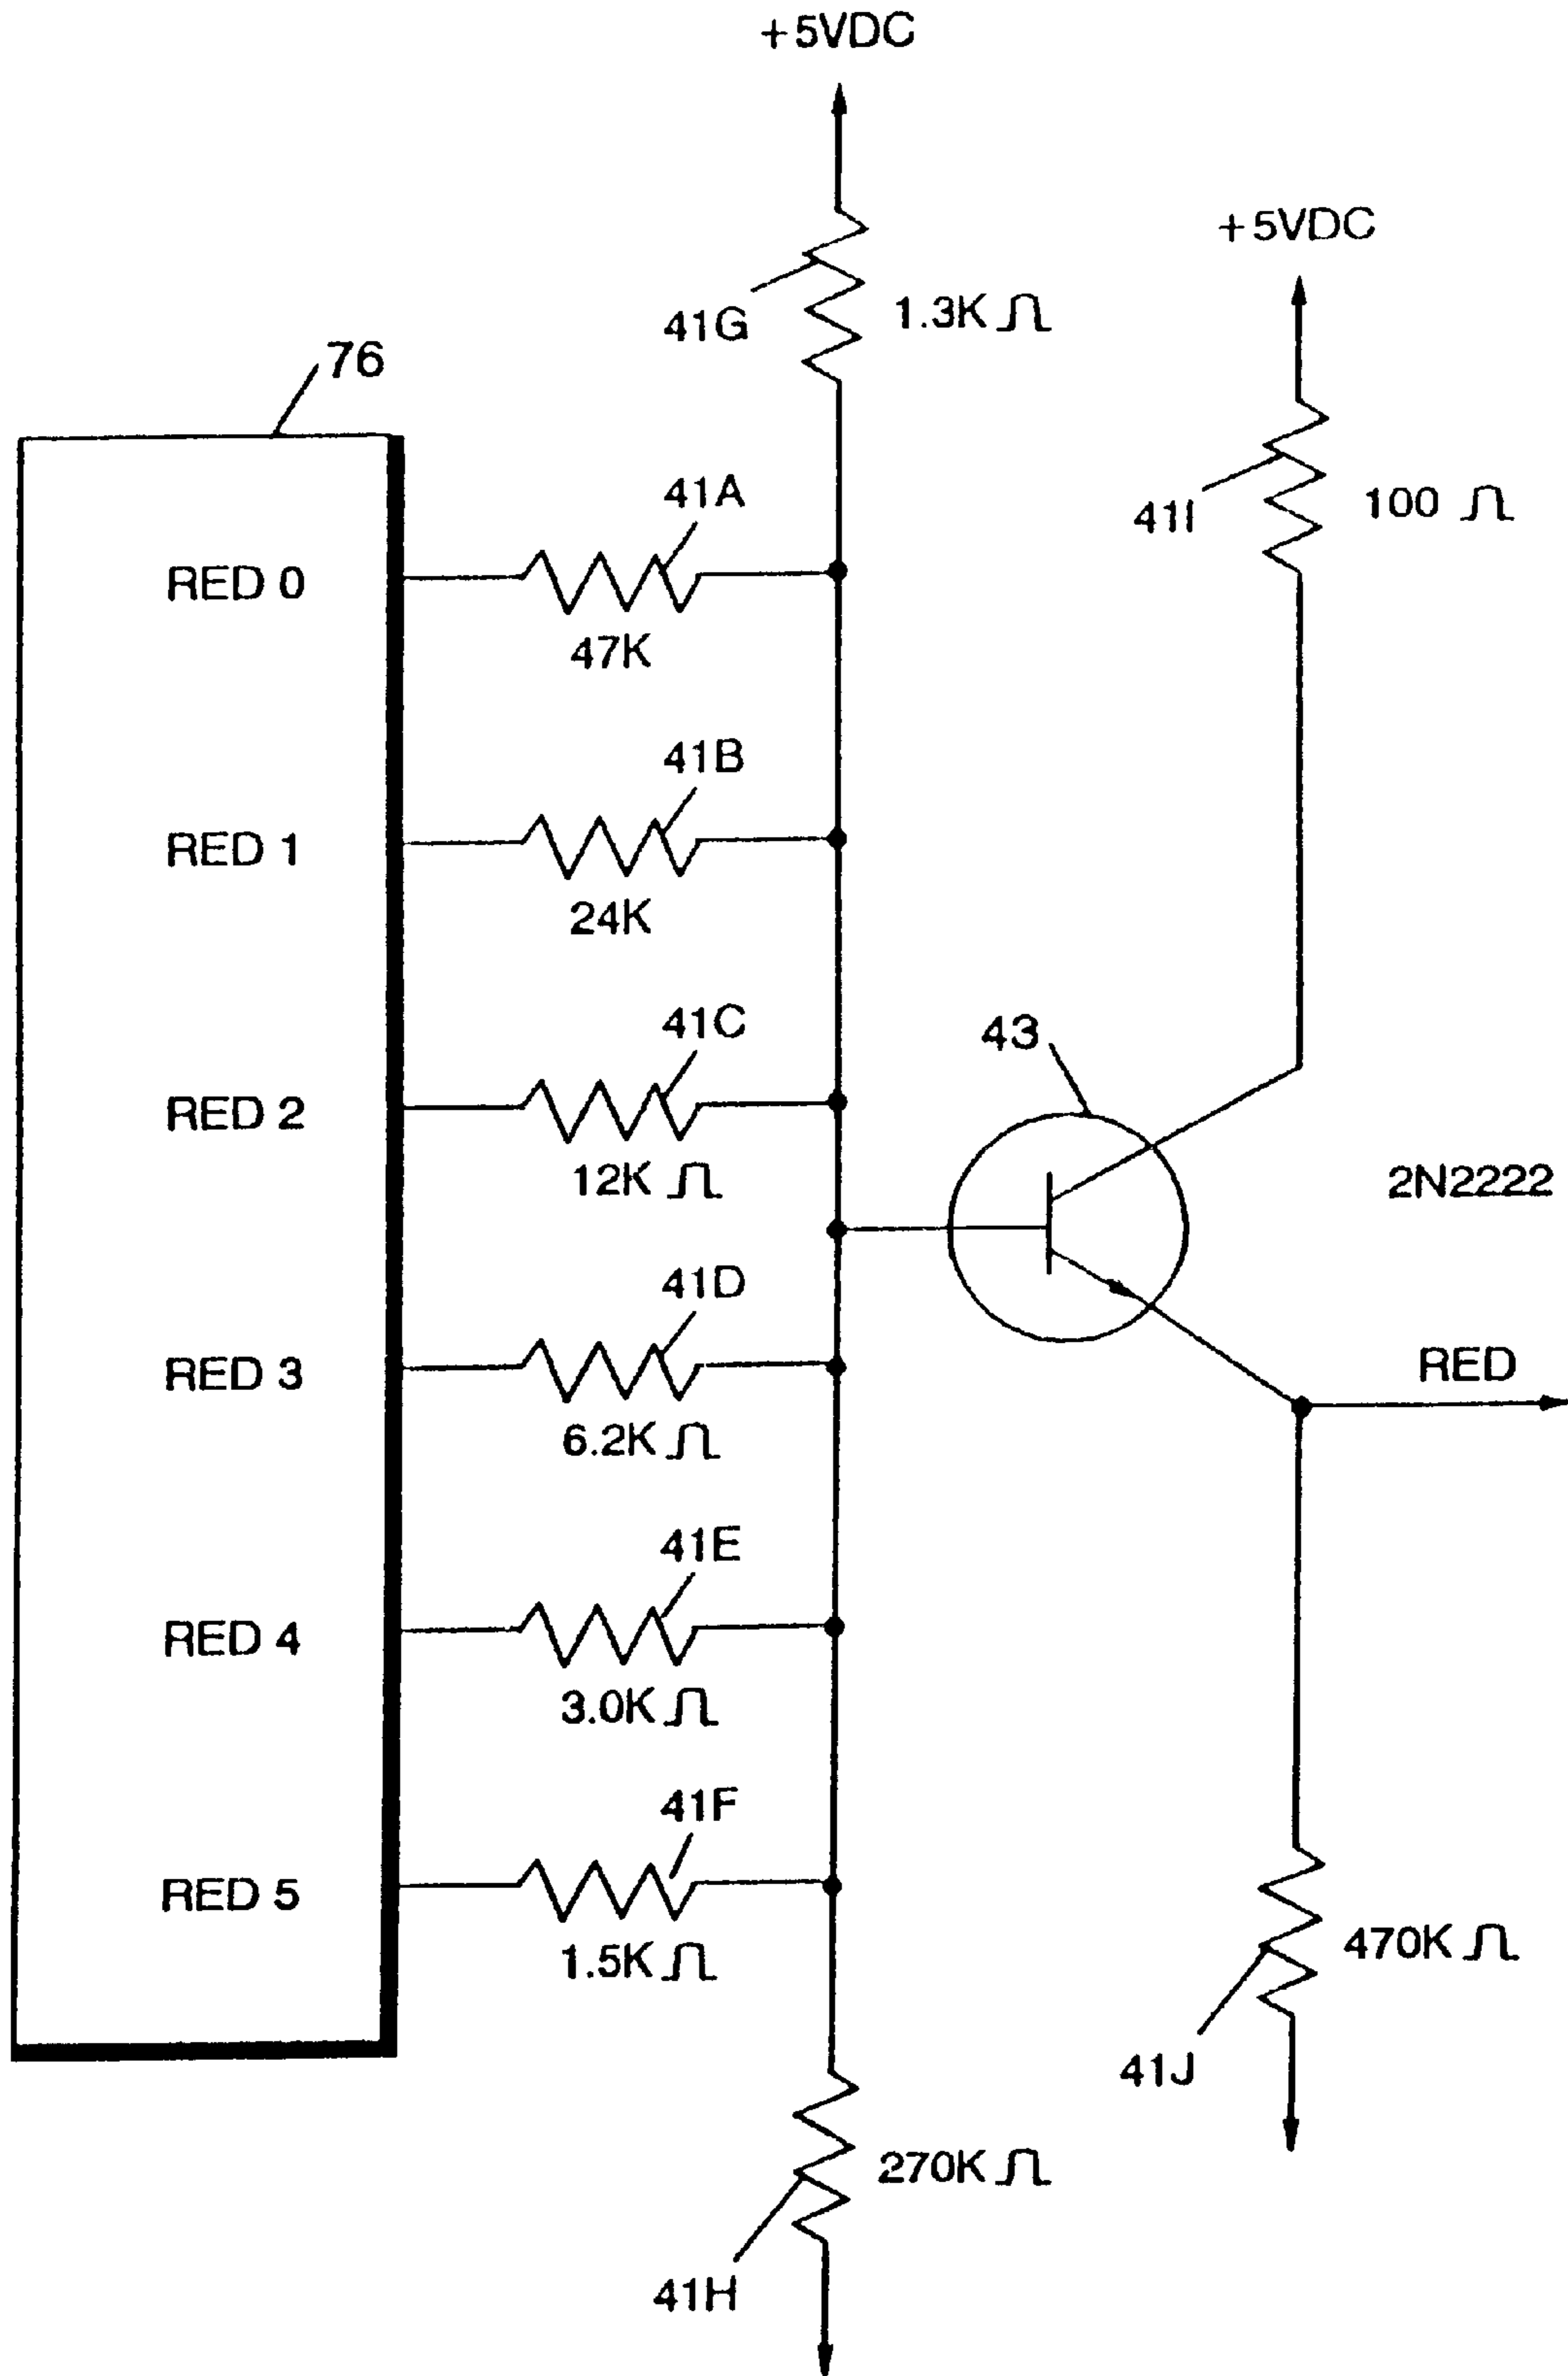 +5VDC
+5VDC
41G
1.3K Ω
76
41I
100 Ω
41A
RED 0
47K
41B
RED 1
24K
41C
43
RED 2
12K Ω
2N2222
41D
RED 3
RED
6.2K Ω
41E
RED 4
3.0K Ω
41F
RED 5
1.5K Ω
470K Ω
41J
270K Ω
41H